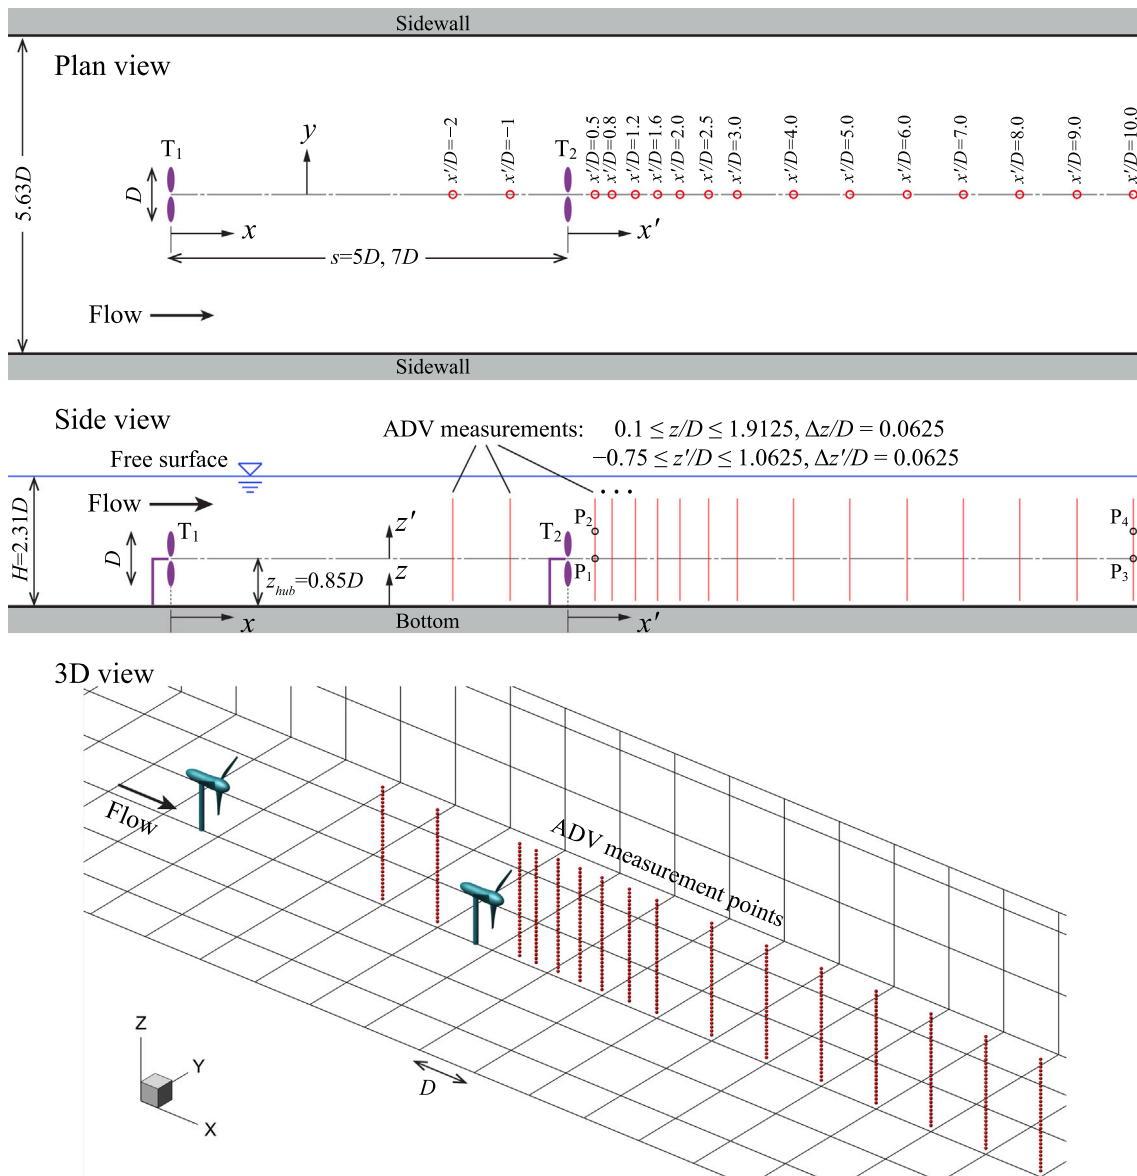 Sidewall
Plan view
5.63D
T1
D
y
x
s=5D, 7D
T2
x′
x′/D=−2
x′/D=−1
x′/D=0.5
x′/D=0.8
x′/D=1.2
x′/D=1.6
x′/D=2.0
x′/D=2.5
x′/D=3.0
x′/D=4.0
x′/D=5.0
x′/D=6.0
x′/D=7.0
x′/D=8.0
x′/D=9.0
x′/D=10.0
Flow
Sidewall
Side view
ADV measurements: 0.1 ≤ z/D ≤ 1.9125, Δz/D = 0.0625
−0.75 ≤ z′/D ≤ 1.0625, Δz′/D = 0.0625
Free surface
Flow
H=2.31D
T1
D
z_hub=0.85D
z′
z
T2
P2
P1
P4
P3
x
Bottom
x′
3D view
Flow
ADV measurement points
D
Z
Y
X